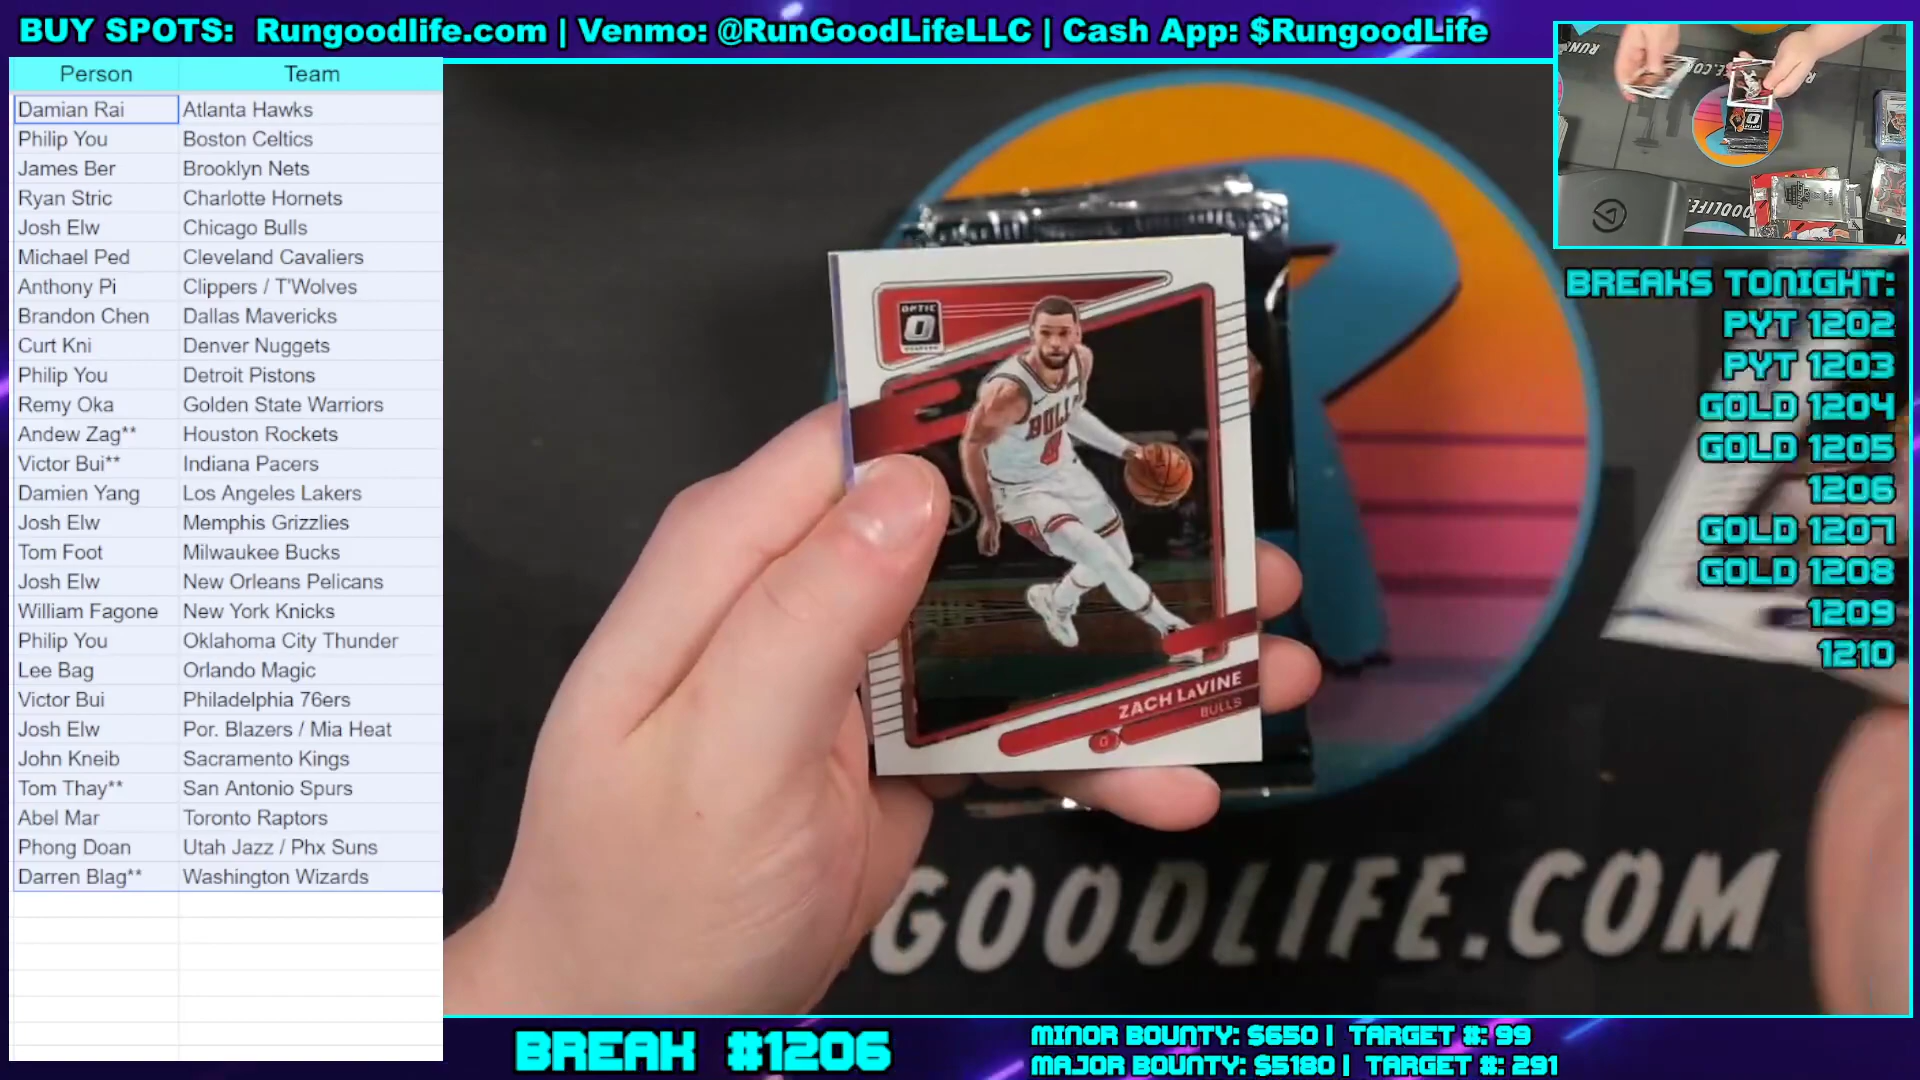 BUY SPOTS: Rungoodlife.com | Venmo: @RunGoodLifeLLC | Cash App: $RungoodLife
Person Team
Damian Rai Atlanta Hawks
Philip You Boston Celtics
James Ber Brooklyn Nets
Ryan Stric Charlotte Hornets
Josh Elw Chicago Bulls
Michael Ped Cleveland Cavaliers
Anthony Pi Clippers / T'Wolves
Brandon Chen Dallas Mavericks
Curt Kni Denver Nuggets
Philip You Detroit Pistons
Remy Oka Golden State Warriors
Andew Zag** Houston Rockets
Victor Bui** Indiana Pacers
Damien Yang Los Angeles Lakers
Josh Elw Memphis Grizzlies
Tom Foot Milwaukee Bucks
Josh Elw New Orleans Pelicans
William Fagone New York Knicks
Philip You Oklahoma City Thunder
Lee Bag Orlando Magic
Victor Bui Philadelphia 76ers
Josh Elw Por. Blazers / Mia Heat
John Kneib Sacramento Kings
Tom Thay** San Antonio Spurs
Abel Mar Toronto Raptors
Phong Doan Utah Jazz / Phx Suns
Darren Blag** Washington Wizards
OPTIC
BULLS
8
ZACH LaVINE
BULLS
G
GOODLIFE.COM
BREAKS TONIGHT:
PYT 1202
PYT 1203
GOLD 1204
GOLD 1205
1206
GOLD 1207
GOLD 1208
1209
1210
BREAK #1206
MINOR BOUNTY: $650 | TARGET #: 99
MAJOR BOUNTY: $5180 | TARGET #: 291